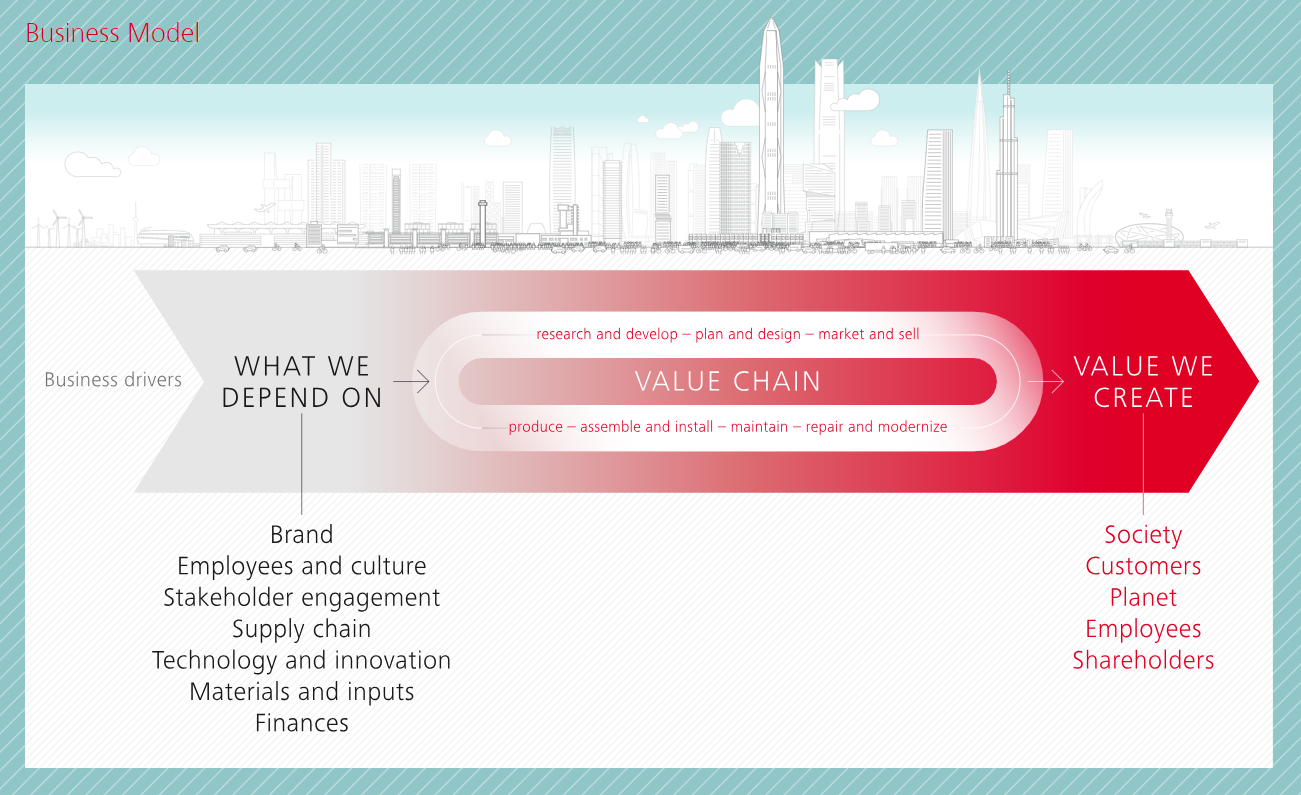 Business Model
research and develop – plan and design – market and sell
Business drivers
WHAT WE
DEPEND ON
VALUE CHAIN
VALUE WE
CREATE
produce – assemble and install – maintain – repair and modernize
Brand
Employees and culture
Stakeholder engagement
Supply chain
Technology and innovation
Materials and inputs
Finances
Society
Customers
Planet
Employees
Shareholders